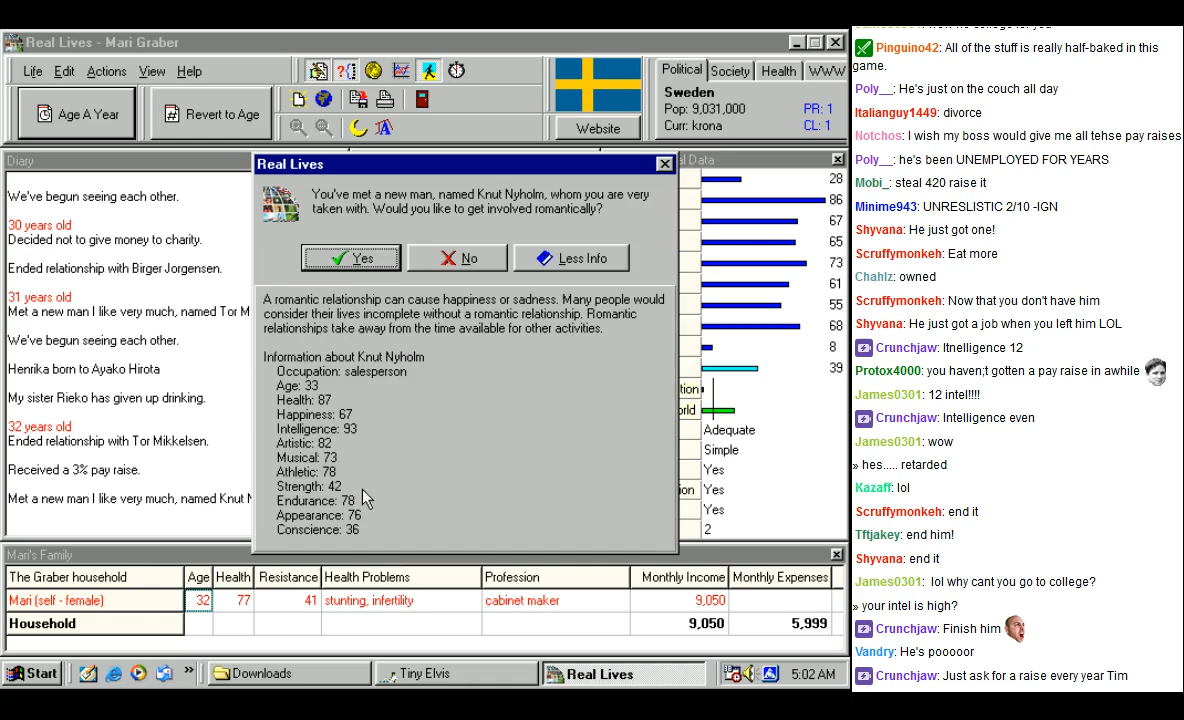 Real Lives - Mari Graber
Life Edit Actions View Help
Age A Year
Revert to Age
Website
Political Society Health WWW
Sweden
Pop: 9,031,000 PR: 1
Curr: krona CL: 1
Diary
We've begun seeing each other.
30 years old
Decided not to give money to charity.
Ended relationship with Birger Jorgensen.
31 years old
Met a new man I like very much, named Tor M
We've begun seeing each other.
Henrika born to Ayako Hirota
My sister Rieko has given up drinking.
32 years old
Ended relationship with Tor Mikkelsen.
Received a 3% pay raise.
Met a new man I like very much, named Knut N
Real Lives
You've met a new man, named Knut Nyholm, whom you are very
taken with. Would you like to get involved romantically?
Yes No Less Info
A romantic relationship can cause happiness or sadness. Many people would
consider their lives incomplete without a romantic relationship. Romantic
relationships take away from the time available for other activities.
Information about Knut Nyholm
Occupation: salesperson
Age: 33
Health: 87
Happiness: 67
Intelligence: 93
Artistic: 82
Musical: 73
Athletic: 78
Strength: 42
Endurance: 78
Appearance: 76
Conscience: 36
al Data
28
86
67
65
73
61
55
68
8
39
tion
orld
Adequate
Simple
Yes
ion Yes
Yes
2
Mari's Family
The Graber household Age Health Resistance Health Problems Profession Monthly Income Monthly Expenses
Mari (self - female) 32 77 41 stunting, infertility cabinet maker 9,050
Household 9,050 5,999
Start » Downloads Tiny Elvis Real Lives 5:02 AM
Pinguino42: All of the stuff is really half-baked in this
game.
Poly__: He's just on the couch all day
Italianguy1449: divorce
Notchos: I wish my boss would give me all tehse pay raises
Poly__: he's been UNEMPLOYED FOR YEARS
Mobi_: steal 420 raise it
Minime943: UNRESLISTIC 2/10 -IGN
Shyvana: He just got one!
Scruffymonkeh: Eat more
Chahlz: owned
Scruffymonkeh: Now that you don't have him
Shyvana: He just got a job when you left him LOL
Crunchjaw: Itnelligence 12
Protox4000: you haven;t gotten a pay raise in awhile
James0301: 12 intel!!!!
Crunchjaw: Intelligence even
James0301: wow
» hes..... retarded
Kazaff: lol
Scruffymonkeh: end it
Tftjakey: end him!
Shyvana: end it
James0301: lol why cant you go to college?
» your intel is high?
Crunchjaw: Finish him
Vandry: He's pooooor
Crunchjaw: Just ask for a raise every year Tim